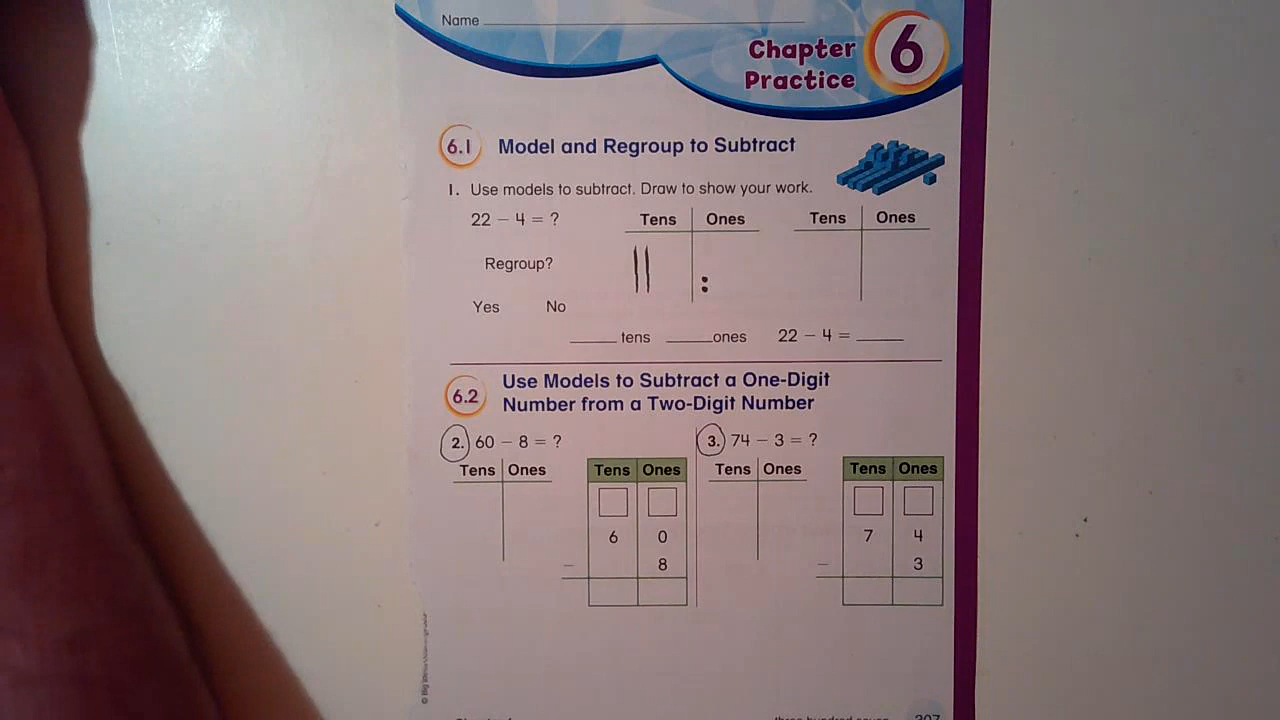 Name
Chapter 6
Practice
6.1 Model and Regroup to Subtract
1. Use models to subtract. Draw to show your work.
22 − 4 = ?
Tens Ones
Tens Ones
Regroup?
Yes No
____ tens ____ ones 22 − 4 = ____
6.2 Use Models to Subtract a One-Digit
Number from a Two-Digit Number
2. 60 − 8 = ?
Tens Ones
Tens Ones
6 0
− 8
3. 74 − 3 = ?
Tens Ones
Tens Ones
7 4
− 3